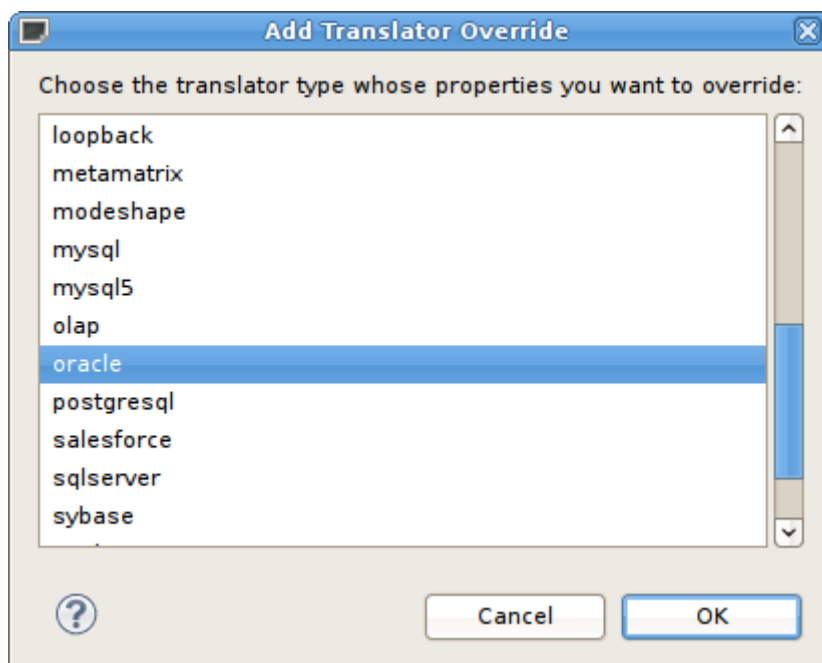 Add Translator Override
Choose the translator type whose properties you want to override:
loopback
metamatrix
modeshape
mysql
mysql5
olap
oracle
postgresql
salesforce
sqlserver
sybase
?
Cancel
OK